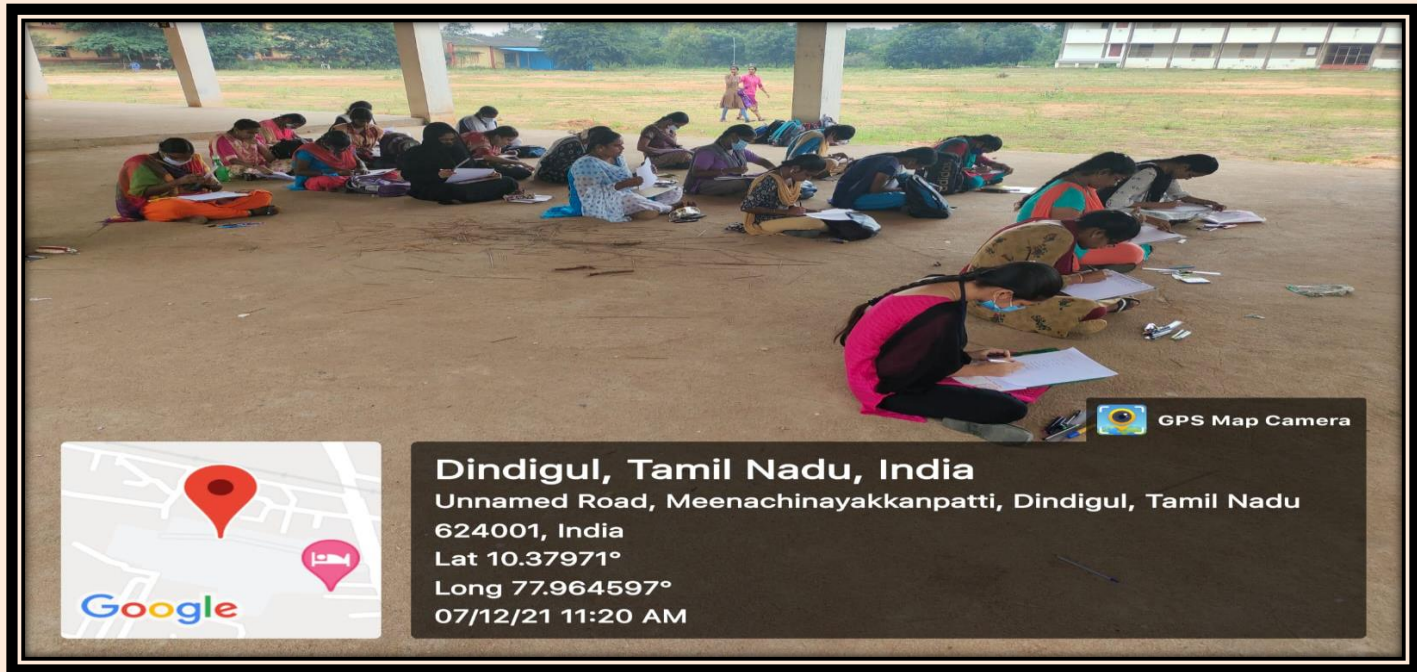 GPS Map Camera
Dindigul, Tamil Nadu, India
Unnamed Road, Meenachinayakkanpatti, Dindigul, Tamil Nadu
624001, India
Lat 10.37971°
Long 77.964597°
07/12/21 11:20 AM
Google